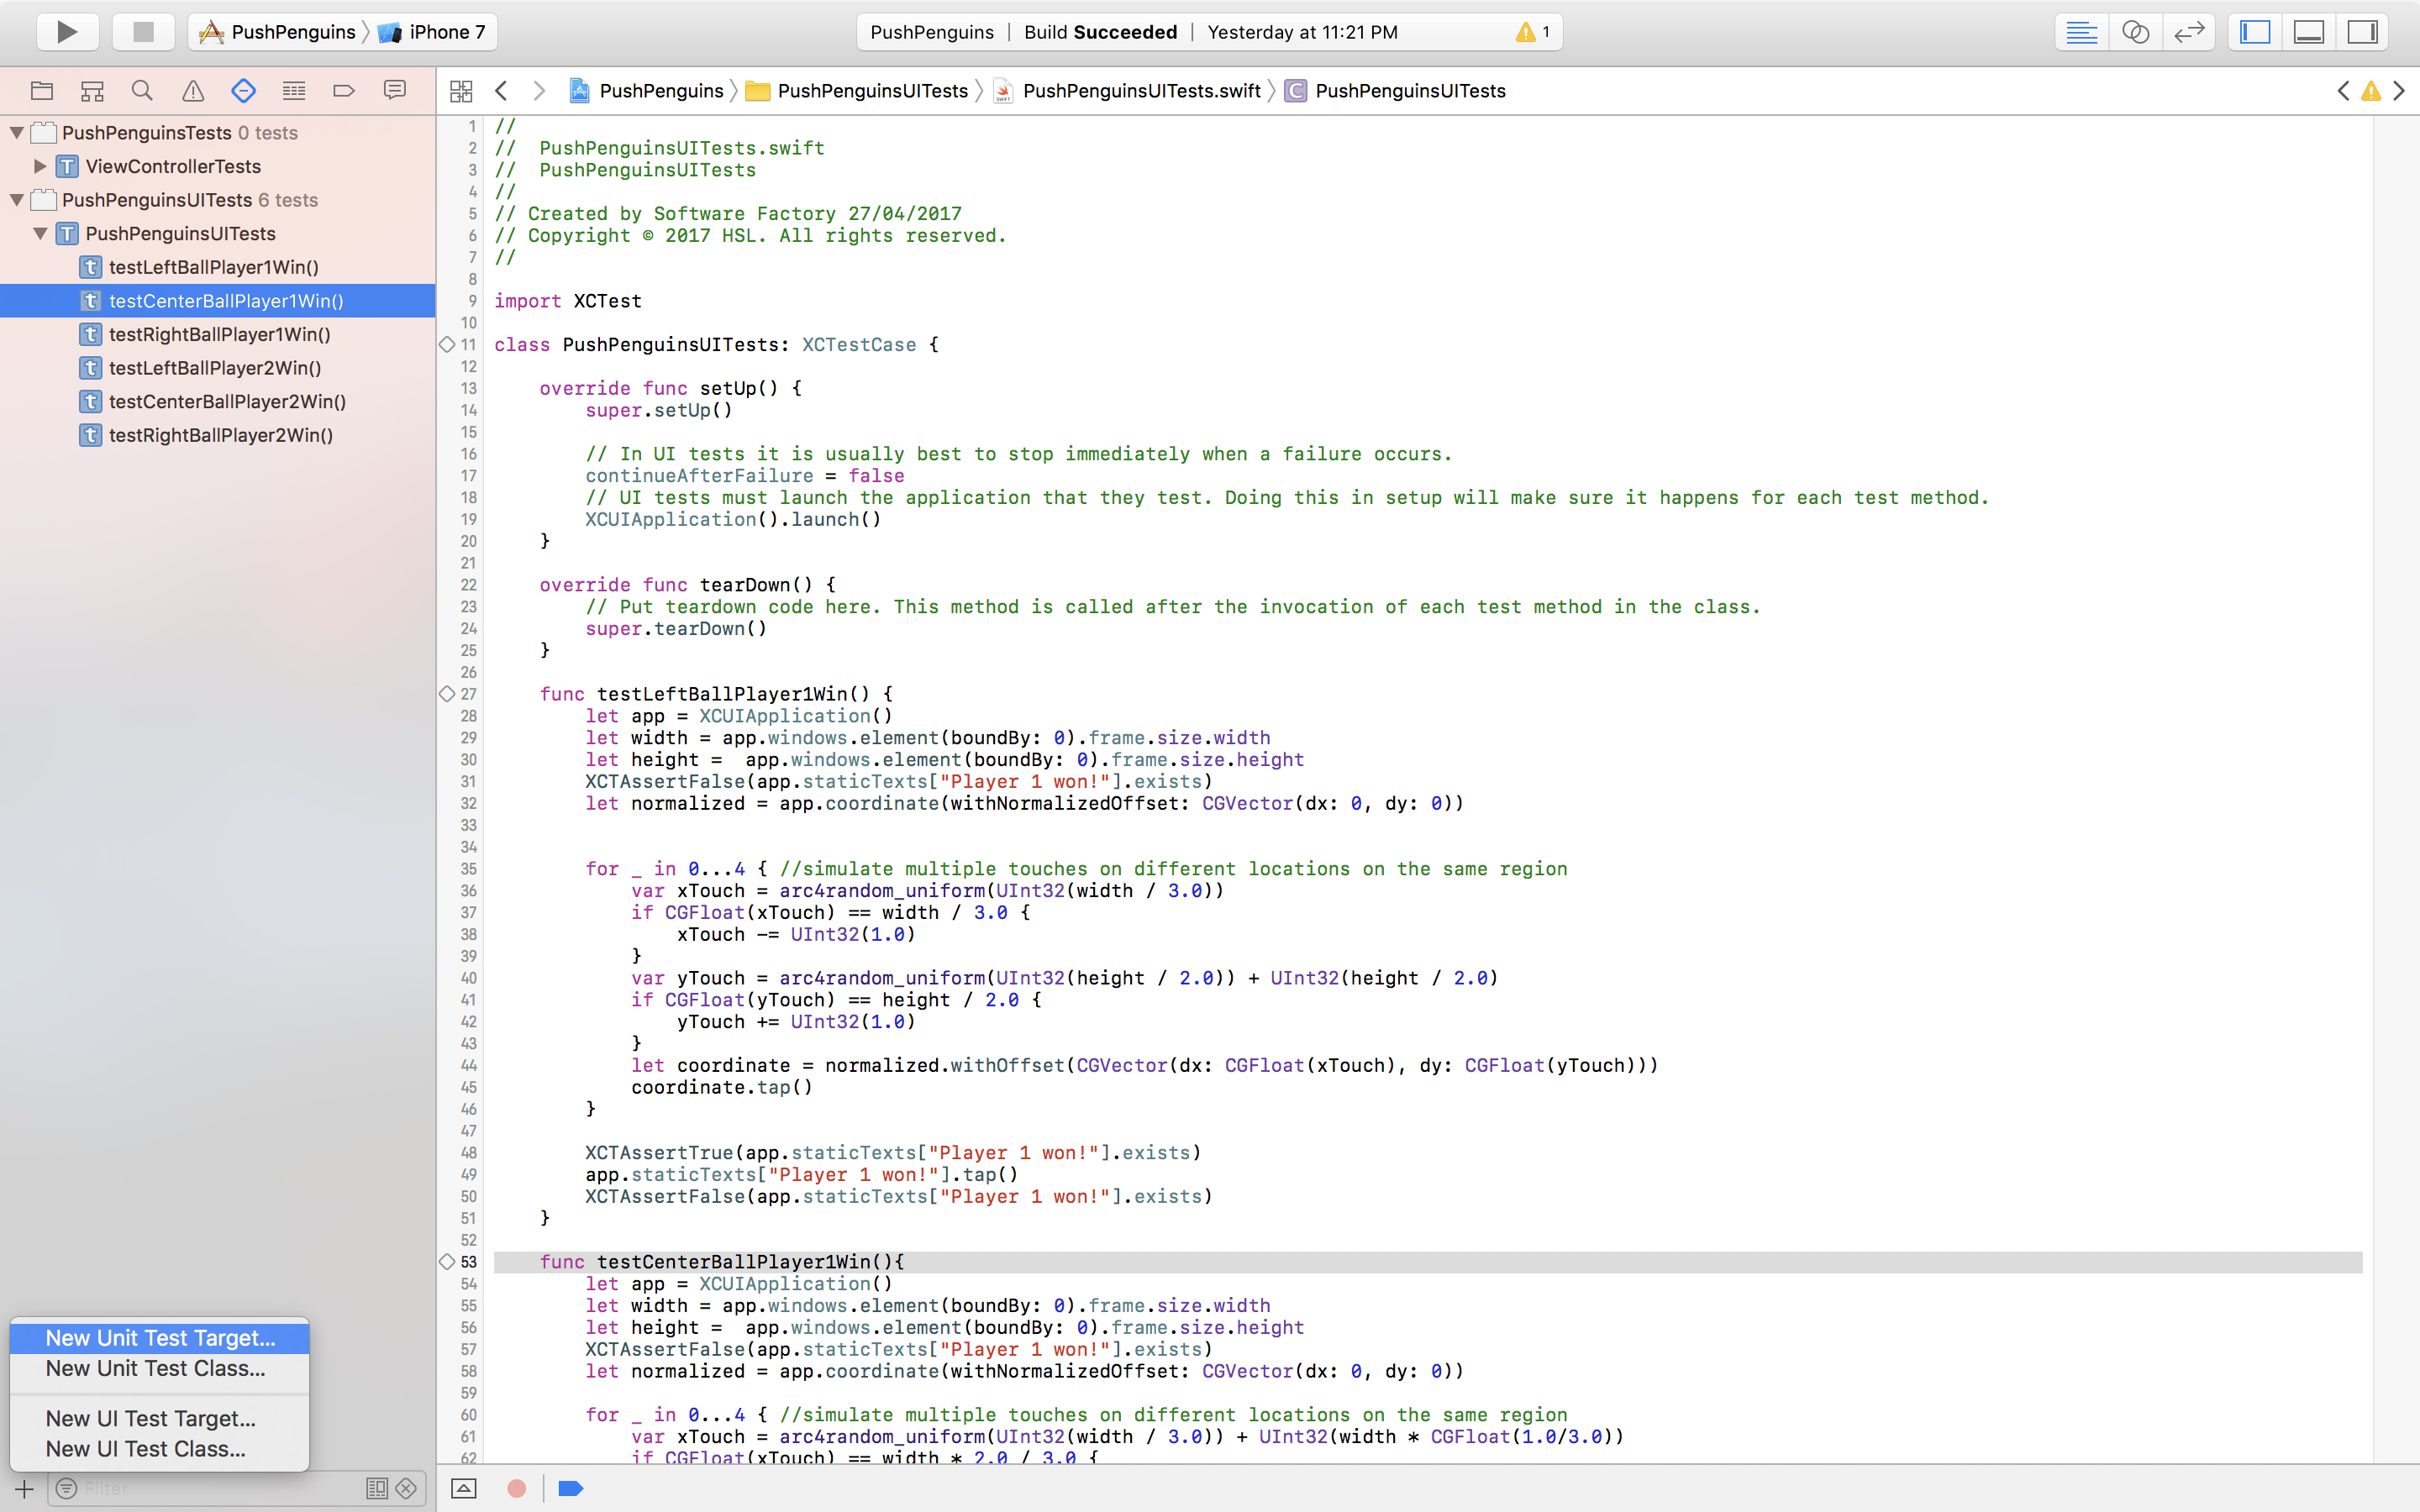 PushPenguins iPhone 7
PushPenguins Build Succeeded Yesterday at 11:21 PM 1
PushPenguins PushPenguinsUITests PushPenguinsUITests.swift C PushPenguinsUITests
PushPenguinsTests 0 tests
T ViewControllerTests
PushPenguinsUITests 6 tests
T PushPenguinsUITests
t testLeftBallPlayer1Win()
t testCenterBallPlayer1Win()
t testRightBallPlayer1Win()
t testLeftBallPlayer2Win()
t testCenterBallPlayer2Win()
t testRightBallPlayer2Win()
New Unit Test Target...
New Unit Test Class...
New UI Test Target...
New UI Test Class...
Filter
1 //
2 //  PushPenguinsUITests.swift
3 //  PushPenguinsUITests
4 //
5 // Created by Software Factory 27/04/2017
6 // Copyright © 2017 HSL. All rights reserved.
7 //
8
9 import XCTest
10
11 class PushPenguinsUITests: XCTestCase {
12
13     override func setUp() {
14         super.setUp()
15
16         // In UI tests it is usually best to stop immediately when a failure occurs.
17         continueAfterFailure = false
18         // UI tests must launch the application that they test. Doing this in setup will make sure it happens for each test method.
19         XCUIApplication().launch()
20     }
21
22     override func tearDown() {
23         // Put teardown code here. This method is called after the invocation of each test method in the class.
24         super.tearDown()
25     }
26
27     func testLeftBallPlayer1Win() {
28         let app = XCUIApplication()
29         let width = app.windows.element(boundBy: 0).frame.size.width
30         let height =  app.windows.element(boundBy: 0).frame.size.height
31         XCTAssertFalse(app.staticTexts["Player 1 won!"].exists)
32         let normalized = app.coordinate(withNormalizedOffset: CGVector(dx: 0, dy: 0))
33
34
35         for _ in 0...4 { //simulate multiple touches on different locations on the same region
36             var xTouch = arc4random_uniform(UInt32(width / 3.0))
37             if CGFloat(xTouch) == width / 3.0 {
38                 xTouch -= UInt32(1.0)
39             }
40             var yTouch = arc4random_uniform(UInt32(height / 2.0)) + UInt32(height / 2.0)
41             if CGFloat(yTouch) == height / 2.0 {
42                 yTouch += UInt32(1.0)
43             }
44             let coordinate = normalized.withOffset(CGVector(dx: CGFloat(xTouch), dy: CGFloat(yTouch)))
45             coordinate.tap()
46         }
47
48         XCTAssertTrue(app.staticTexts["Player 1 won!"].exists)
49         app.staticTexts["Player 1 won!"].tap()
50         XCTAssertFalse(app.staticTexts["Player 1 won!"].exists)
51     }
52
53     func testCenterBallPlayer1Win(){
54         let app = XCUIApplication()
55         let width = app.windows.element(boundBy: 0).frame.size.width
56         let height =  app.windows.element(boundBy: 0).frame.size.height
57         XCTAssertFalse(app.staticTexts["Player 1 won!"].exists)
58         let normalized = app.coordinate(withNormalizedOffset: CGVector(dx: 0, dy: 0))
59
60         for _ in 0...4 { //simulate multiple touches on different locations on the same region
61             var xTouch = arc4random_uniform(UInt32(width / 3.0)) + UInt32(width * CGFloat(1.0/3.0))
62             if CGFloat(xTouch) == width * 2.0 / 3.0 {